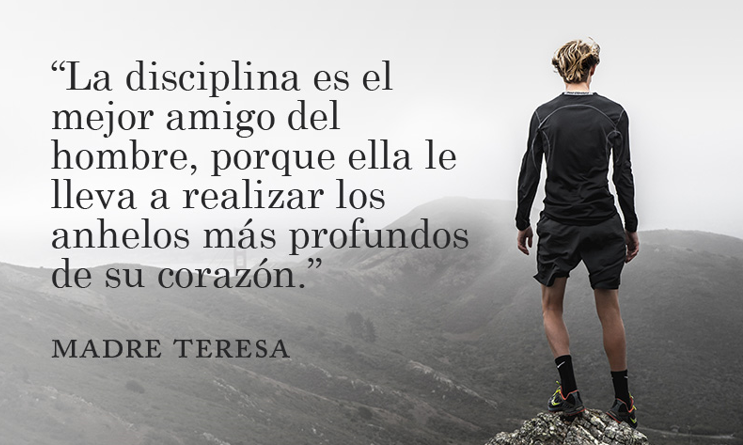 “La disciplina es el
mejor amigo del
hombre, porque ella le
lleva a realizar los
anhelos más profundos
de su corazón.”
MADRE TERESA